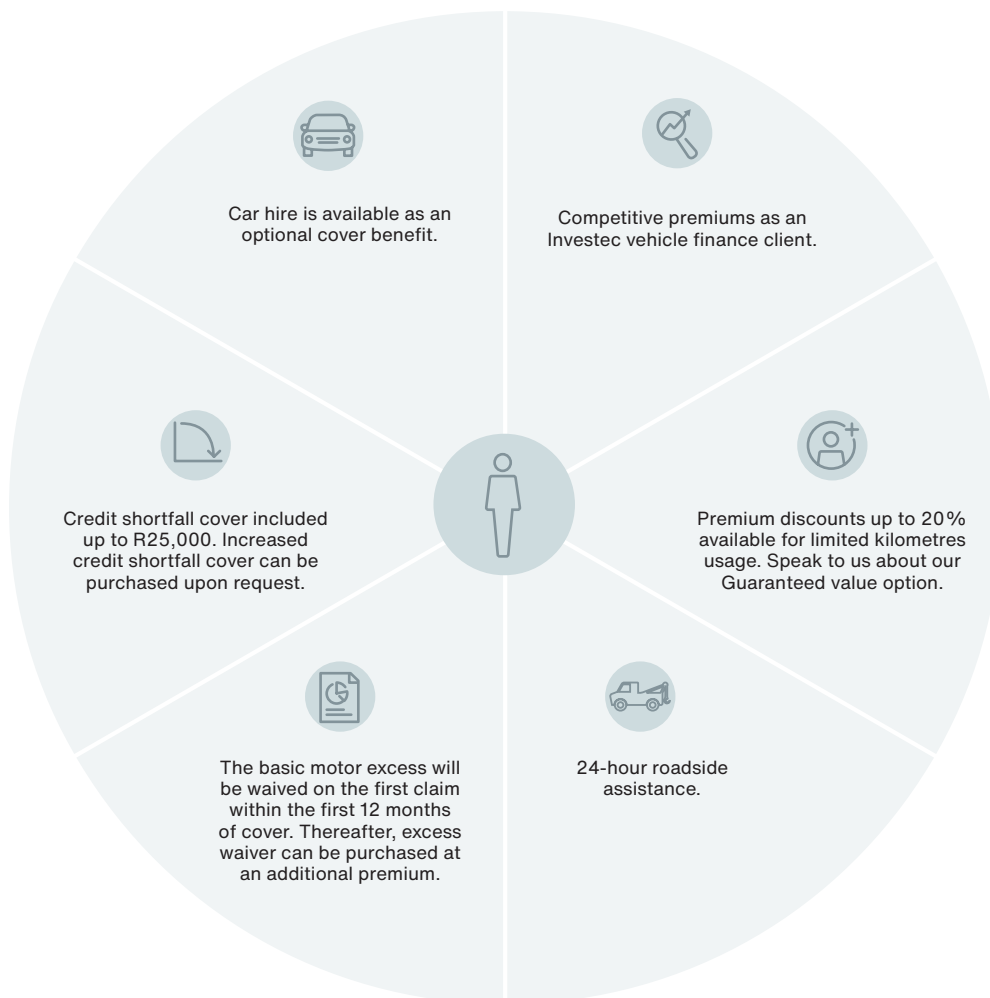 Car hire is available as an
optional cover benefit.
Competitive premiums as an
Investec vehicle finance client.
Credit shortfall cover included
up to R25,000. Increased
credit shortfall cover can be
purchased upon request.
Premium discounts up to 20%
available for limited kilometres
usage. Speak to us about our
Guaranteed value option.
The basic motor excess will
be waived on the first claim
within the first 12 months
of cover. Thereafter, excess
waiver can be purchased at
an additional premium.
24-hour roadside
assistance.